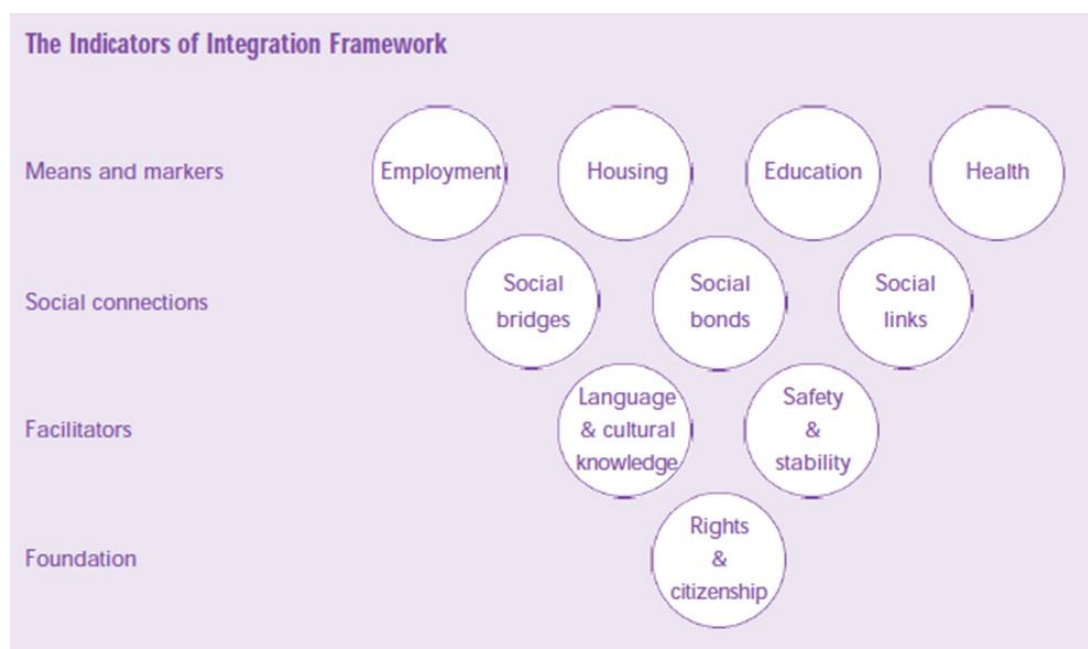 The Indicators of Integration Framework
Means and markers
Employment
Housing
Education
Health
Social connections
Social
bridges
Social
bonds
Social
links
Facilitators
Language
& cultural
knowledge
Safety
&
stability
Foundation
Rights
&
citizenship